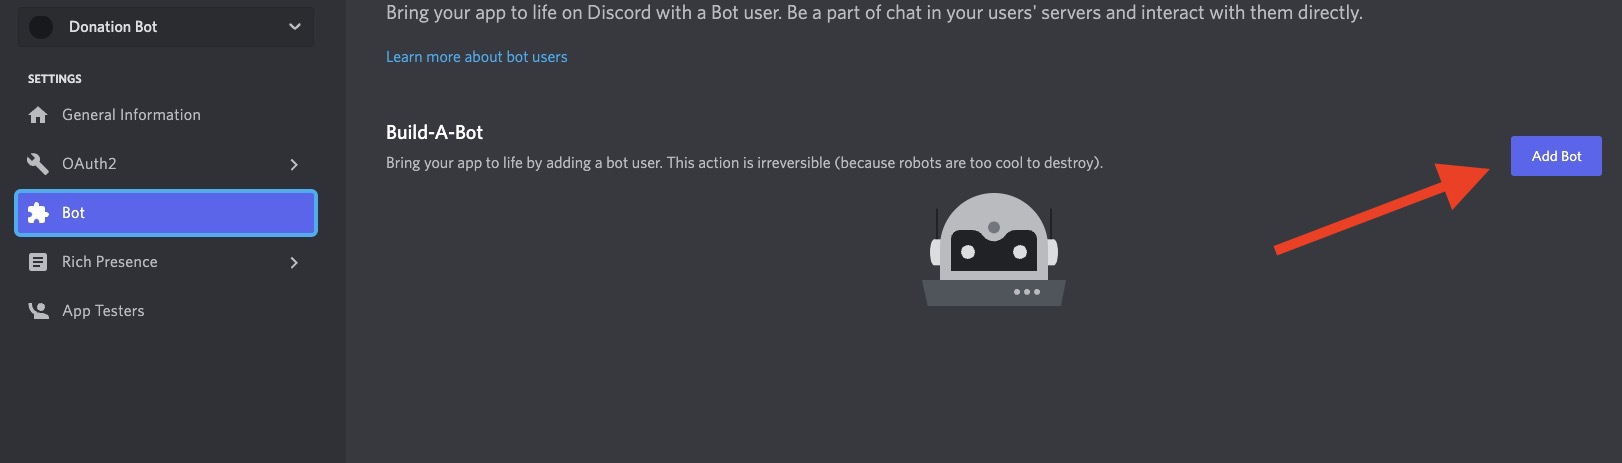 Donation Bot
SETTINGS
General Information
OAuth2
Bot
Rich Presence
App Testers
Bring your app to life on Discord with a Bot user. Be a part of chat in your users' servers and interact with them directly.
Learn more about bot users
Build-A-Bot
Bring your app to life by adding a bot user. This action is irreversible (because robots are too cool to destroy).
Add Bot